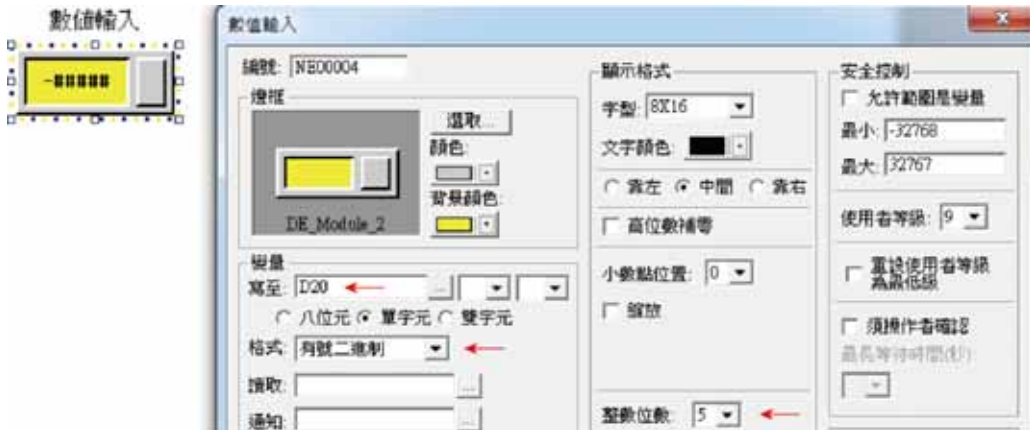 數值輸入
-#####
數值輸入
編號: NE00004
燈框
DE_Module_2
選取...
顏色:
背景顏色:
變量
寫至: D20
...
八位元 單字元 雙字元
格式: 有號二進制
讀取:
...
通知:
...
顯示格式
字型: 8X16
文字顏色:
靠左 中間 靠右
高位數補零
小數點位置: 0
縮放
整數位數: 5
安全控制
允許範圍是變量
最小: -32768
最大: 32767
使用者等級: 9
重設使用者等級
為最低級
須操作者確認
最長等待時間(秒):